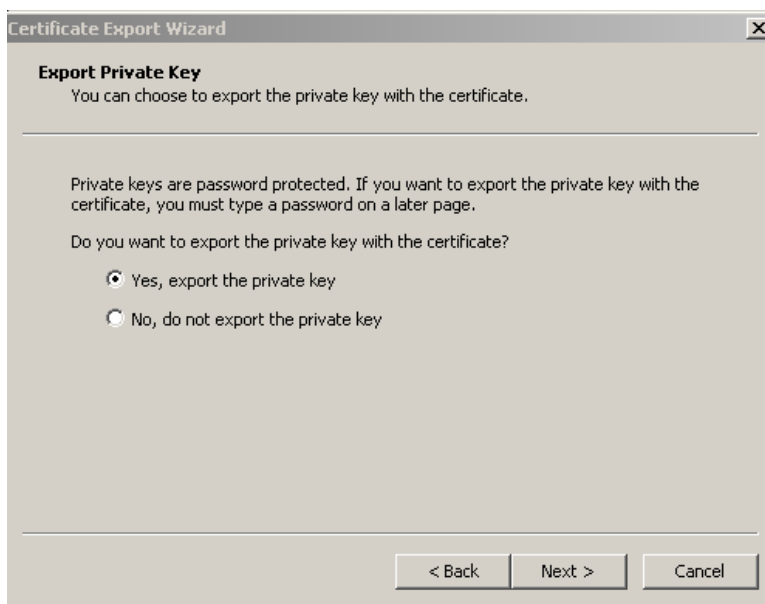 Certificate Export Wizard
Export Private Key
You can choose to export the private key with the certificate.
Private keys are password protected. If you want to export the private key with the
certificate, you must type a password on a later page.
Do you want to export the private key with the certificate?
Yes, export the private key
No, do not export the private key
< Back Next > Cancel